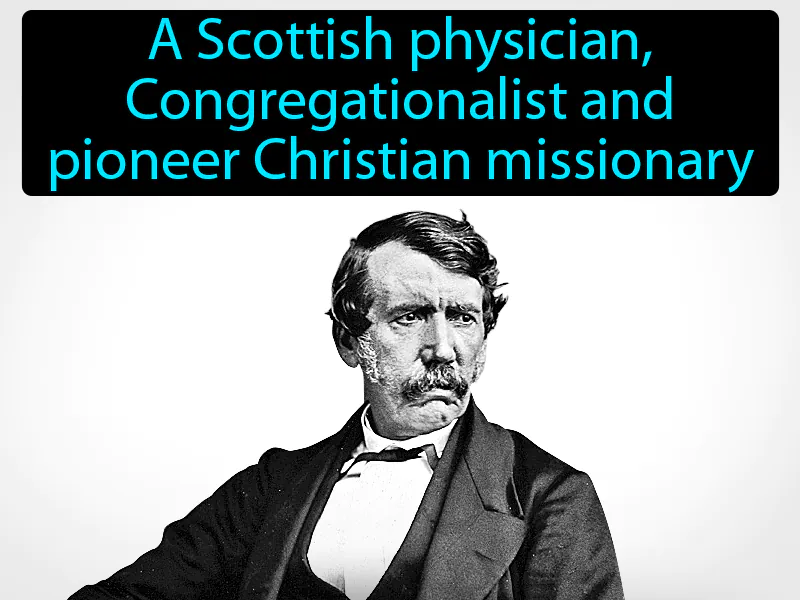 A Scottish physician,
Congregationalist and
pioneer Christian missionary